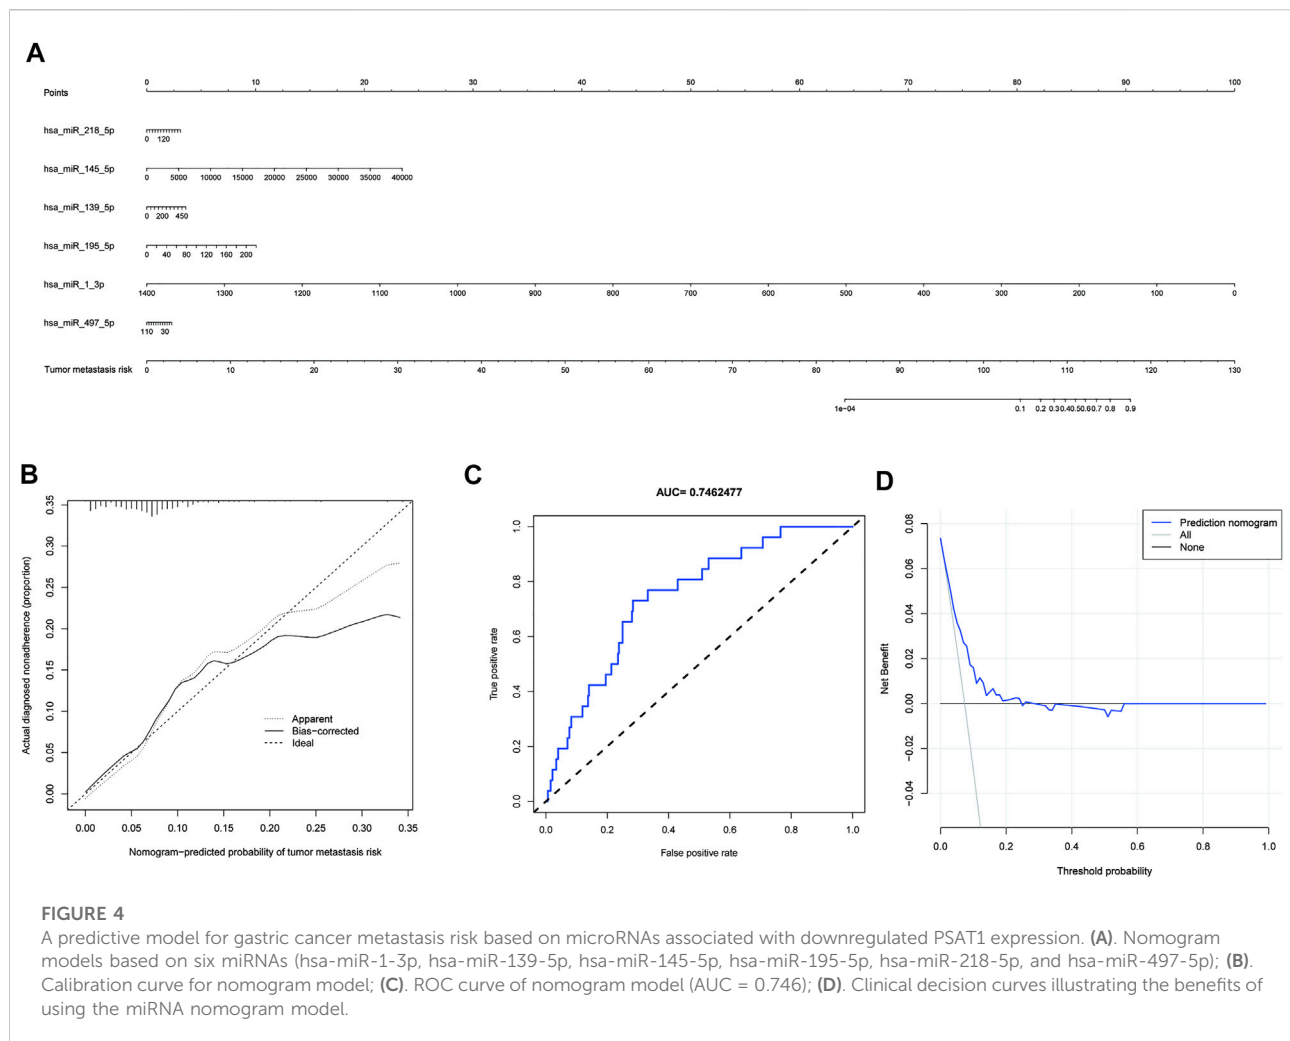 A
0 10 20 30 40 50 60 70 80 90 100
Points
hsa_miR_218_5p
0 120
hsa_miR_145_5p
0 5000 10000 15000 20000 25000 30000 35000 40000
hsa_miR_139_5p
0 200 450
hsa_miR_195_5p
0 40 80 120 160 200
hsa_miR_1_3p
1400 1300 1200 1100 1000 900 800 700 600 500 400 300 200 100 0
hsa_miR_497_5p
110 30
Tumor metastasis risk
0 10 20 30 40 50 60 70 80 90 100 110 120 130
1e-04 0.1 0.2 0.3 0.4 0.5 0.6 0.7 0.8 0.9
B
Actual diagnosed nonadherence (proportion)
0.35
0.30
0.25
0.20
0.15
0.10
0.05
0.00
Apparent
Bias-corrected
Ideal
0.00 0.05 0.10 0.15 0.20 0.25 0.30 0.35
Nomogram-predicted probability of tumor metastasis risk
C
AUC= 0.7462477
True positive rate
1.0
0.8
0.6
0.4
0.2
0.0
0.0 0.2 0.4 0.6 0.8 1.0
False positive rate
D
Net Benefit
0.08
0.06
0.04
0.02
0.00
-0.02
-0.04
Prediction nomogram
All
None
0.0 0.2 0.4 0.6 0.8 1.0
Threshold probability
FIGURE 4
A predictive model for gastric cancer metastasis risk based on microRNAs associated with downregulated PSAT1 expression. (A). Nomogram
models based on six miRNAs (hsa-miR-1-3p, hsa-miR-139-5p, hsa-miR-145-5p, hsa-miR-195-5p, hsa-miR-218-5p, and hsa-miR-497-5p); (B).
Calibration curve for nomogram model; (C). ROC curve of nomogram model (AUC = 0.746); (D). Clinical decision curves illustrating the benefits of
using the miRNA nomogram model.